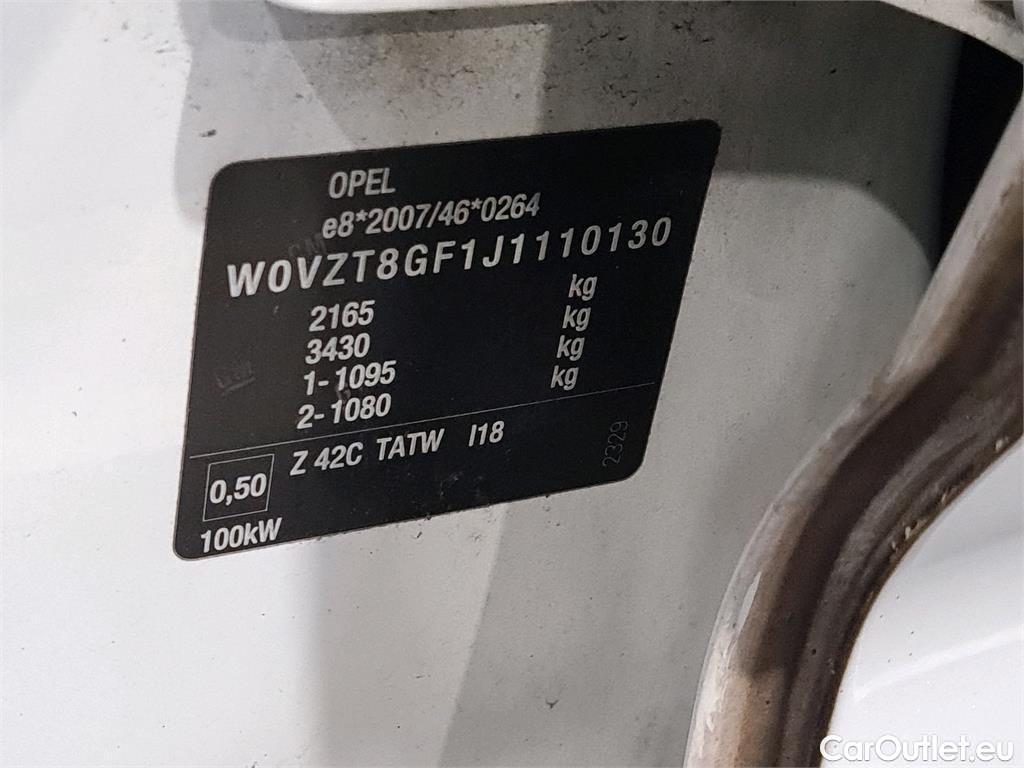 OPEL
e8*2007/46*0264
W0VZT8GF1J1110130
2165 kg
3430 kg
1-1095 kg
2-1080 kg
0,50 Z 42C TATW I18
2329
100kW
CarOutlet.eu